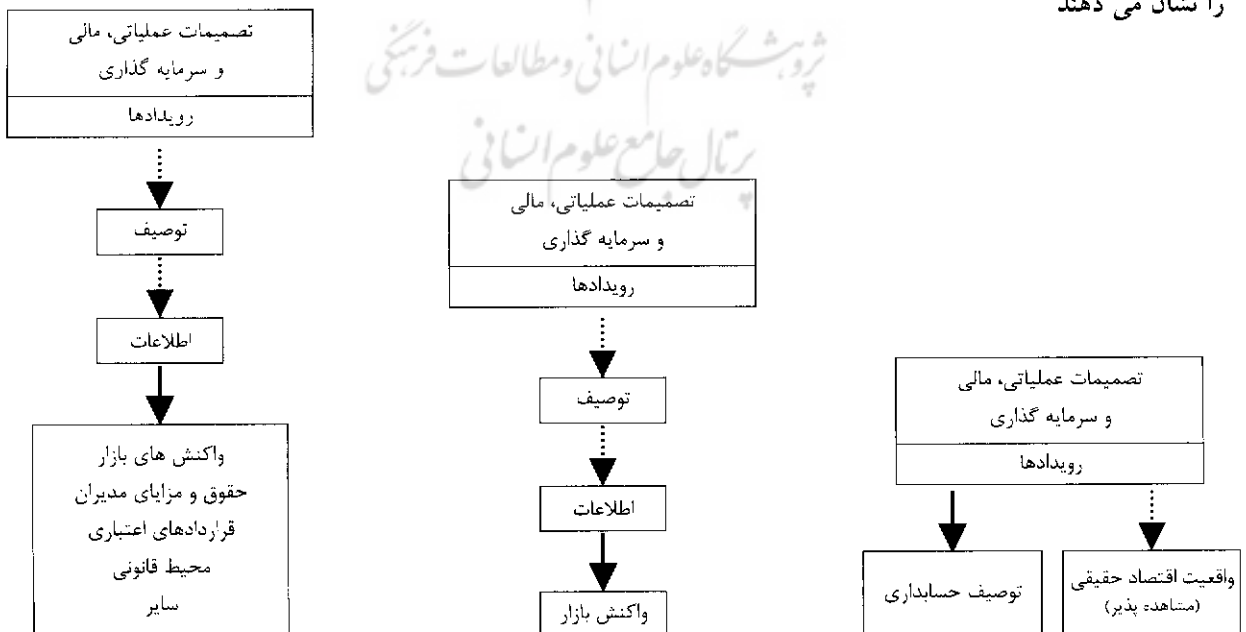 را نشان می دهند
پژوهشگاه علوم انسانی و مطالعات فرهنگی
پرتال جامع علوم انسانی
تصمیمات عملیاتی، مالی
و سرمایه گذاری
رویدادها
واقعیت اقتصاد حقیقی
(مشاهده پذیر)
توصیف حسابداری
تصمیمات عملیاتی، مالی
و سرمایه گذاری
رویدادها
توصیف
اطلاعات
واکنش بازار
تصمیمات عملیاتی، مالی
و سرمایه گذاری
رویدادها
توصیف
اطلاعات
واکنش های بازار
حقوق و مزایای مدیران
قراردادهای اعتباری
محیط قانونی
سایر